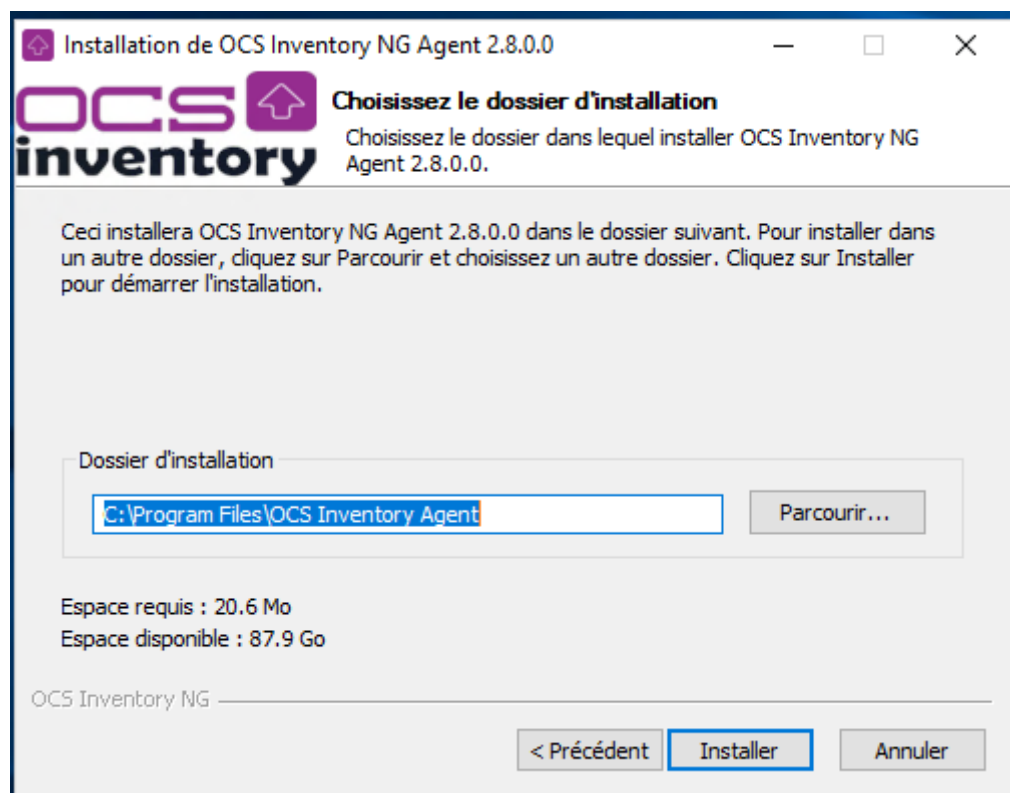 Installation de OCS Inventory NG Agent 2.8.0.0
OCS
inventory
Choisissez le dossier d'installation
Choisissez le dossier dans lequel installer OCS Inventory NG
Agent 2.8.0.0.
Ceci installera OCS Inventory NG Agent 2.8.0.0 dans le dossier suivant. Pour installer dans
un autre dossier, cliquez sur Parcourir et choisissez un autre dossier. Cliquez sur Installer
pour démarrer l'installation.
Dossier d'installation
C:\Program Files\OCS Inventory Agent
Parcourir...
Espace requis : 20.6 Mo
Espace disponible : 87.9 Go
OCS Inventory NG
< Précédent
Installer
Annuler